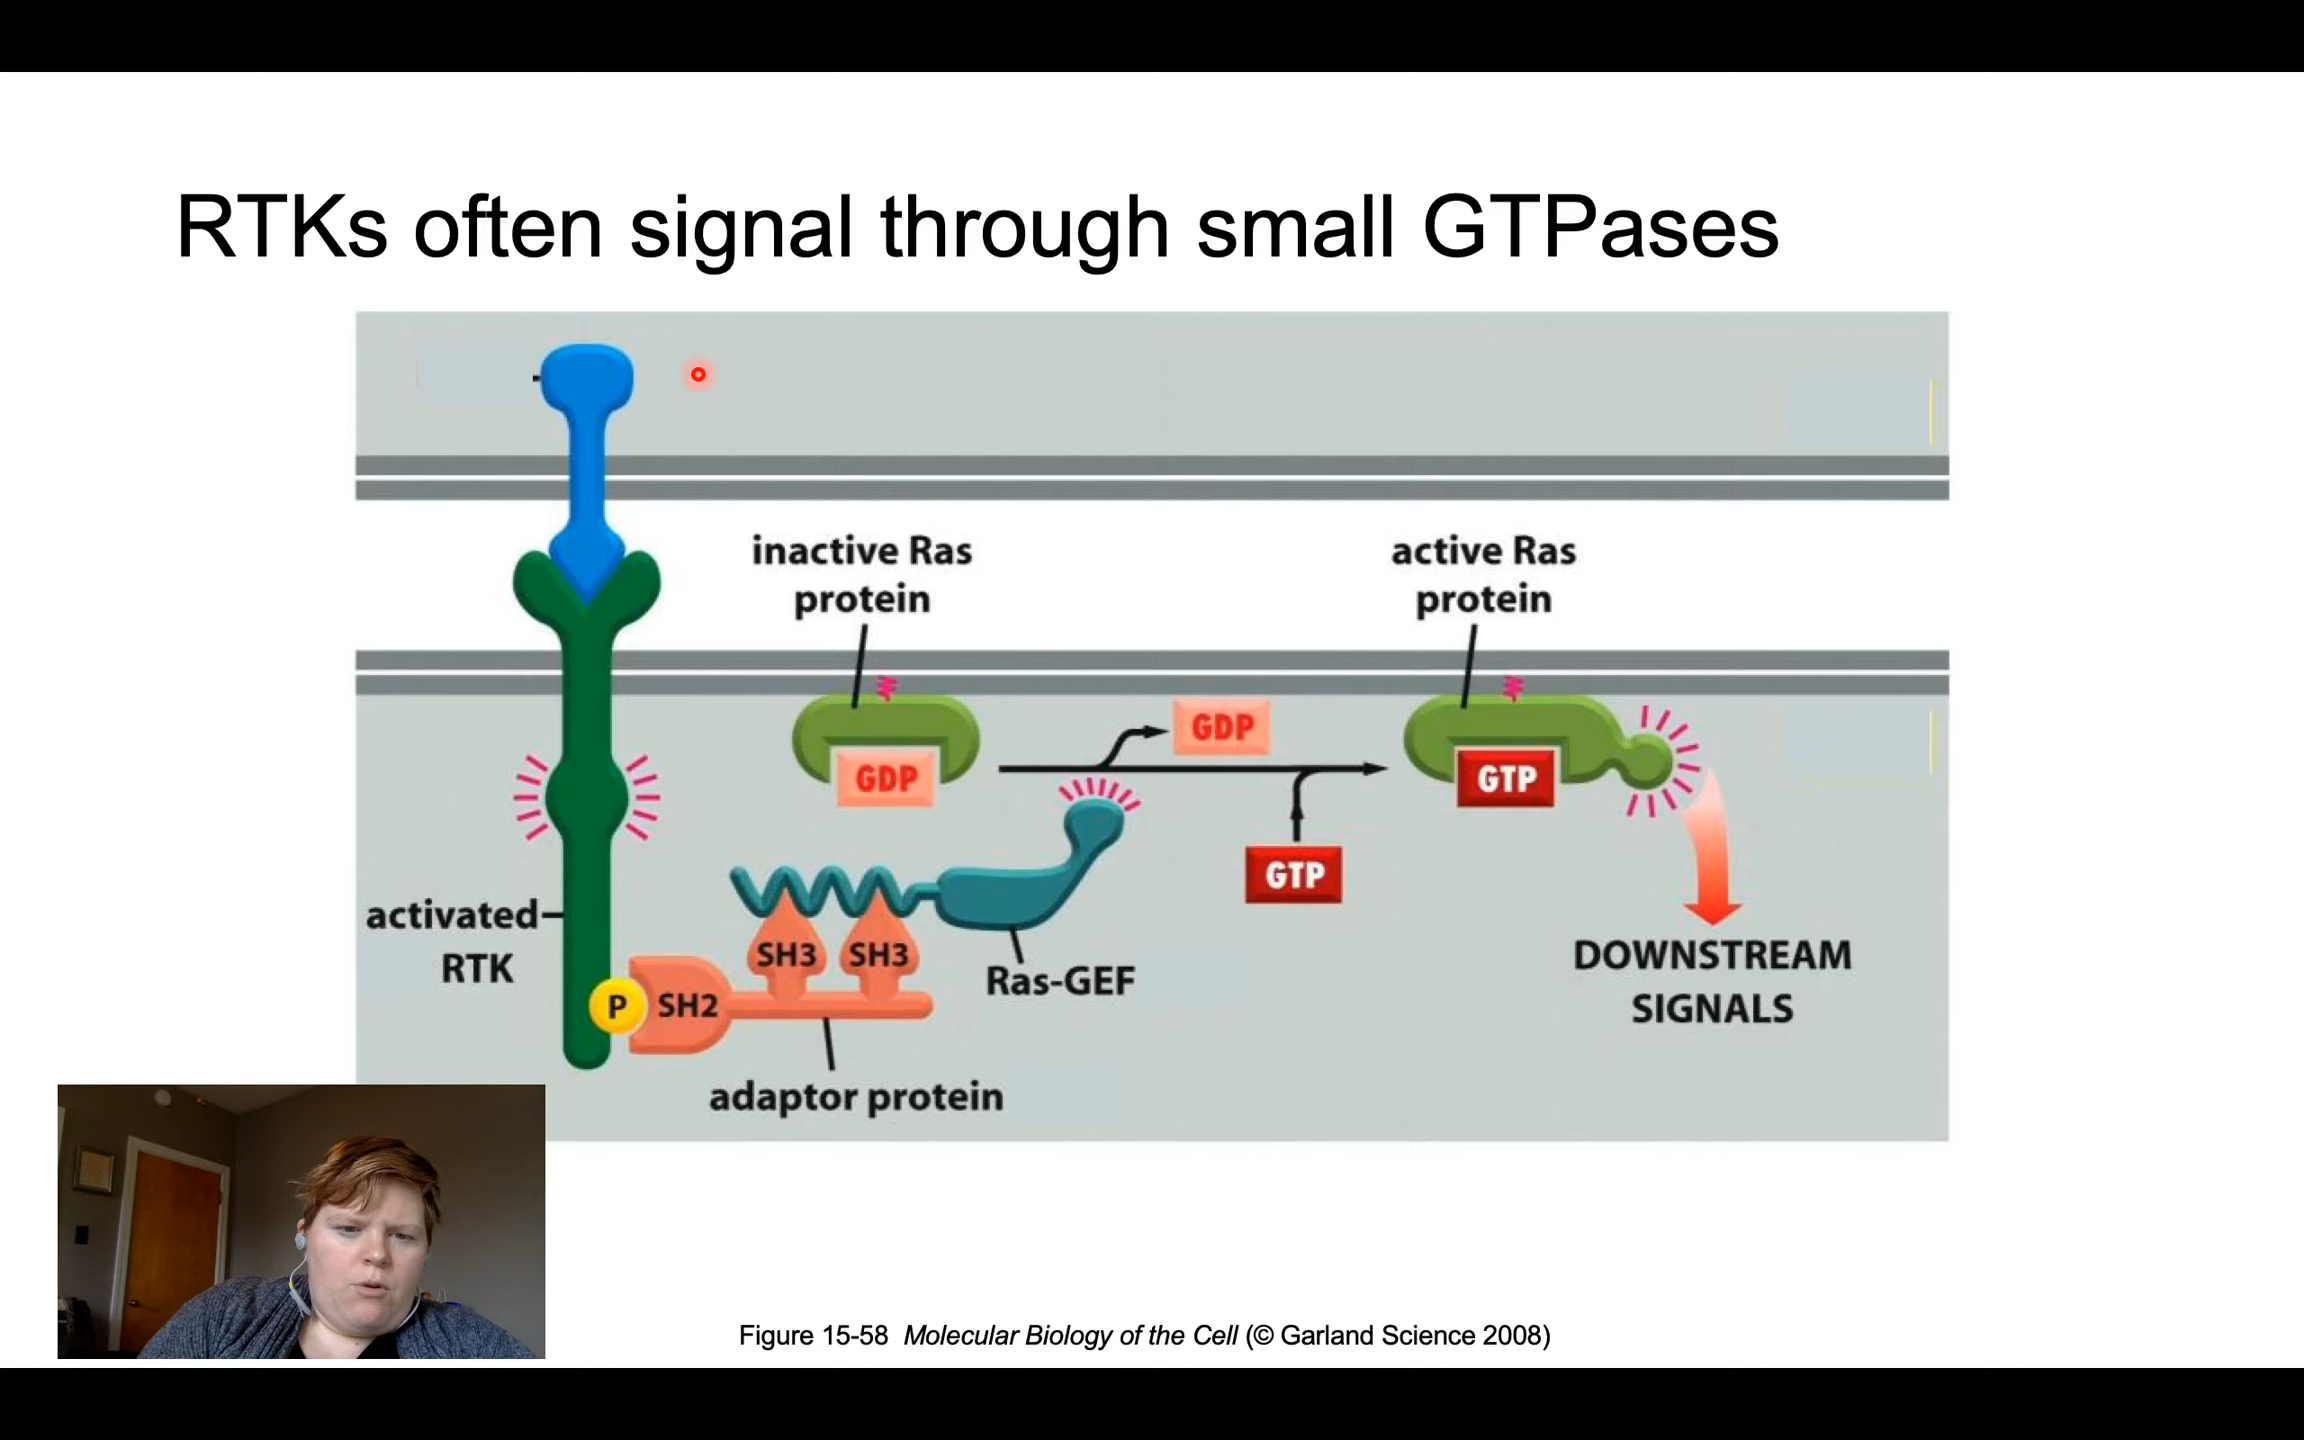 RTKs often signal through small GTPases
inactive Ras
protein
active Ras
protein
GDP
GDP
GTP
GTP
activated
RTK
SH3
SH3
Ras-GEF
P
SH2
adaptor protein
DOWNSTREAM
SIGNALS
Figure 15-58 Molecular Biology of the Cell (© Garland Science 2008)